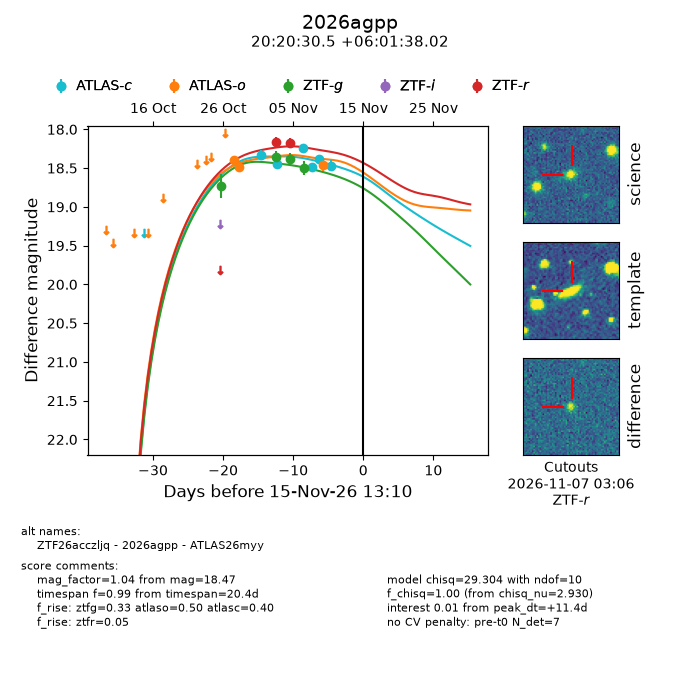 2026agpp
20:20:30.5 +06:01:38.02
ATLAS-c
ATLAS-o
ZTF-g
ZTF-i
ZTF-r
16 Oct
26 Oct
05 Nov
15 Nov
25 Nov
18.0
18.5
19.0
19.5
20.0
20.5
21.0
21.5
22.0
Difference magnitude
−30
−20
−10
0
10
Days before 15-Nov-26 13:10
science
template
difference
Cutouts
2026-11-07 03:06
ZTF-r
alt names:
ZTF26acczljq - 2026agpp - ATLAS26myy
score comments:
mag_factor=1.04 from mag=18.47
timespan f=0.99 from timespan=20.4d
f_rise: ztfg=0.33 atlaso=0.50 atlasc=0.40
f_rise: ztfr=0.05
model chisq=29.304 with ndof=10
f_chisq=1.00 (from chisq_nu=2.930)
interest 0.01 from peak_dt=+11.4d
no CV penalty: pre-t0 N_det=7